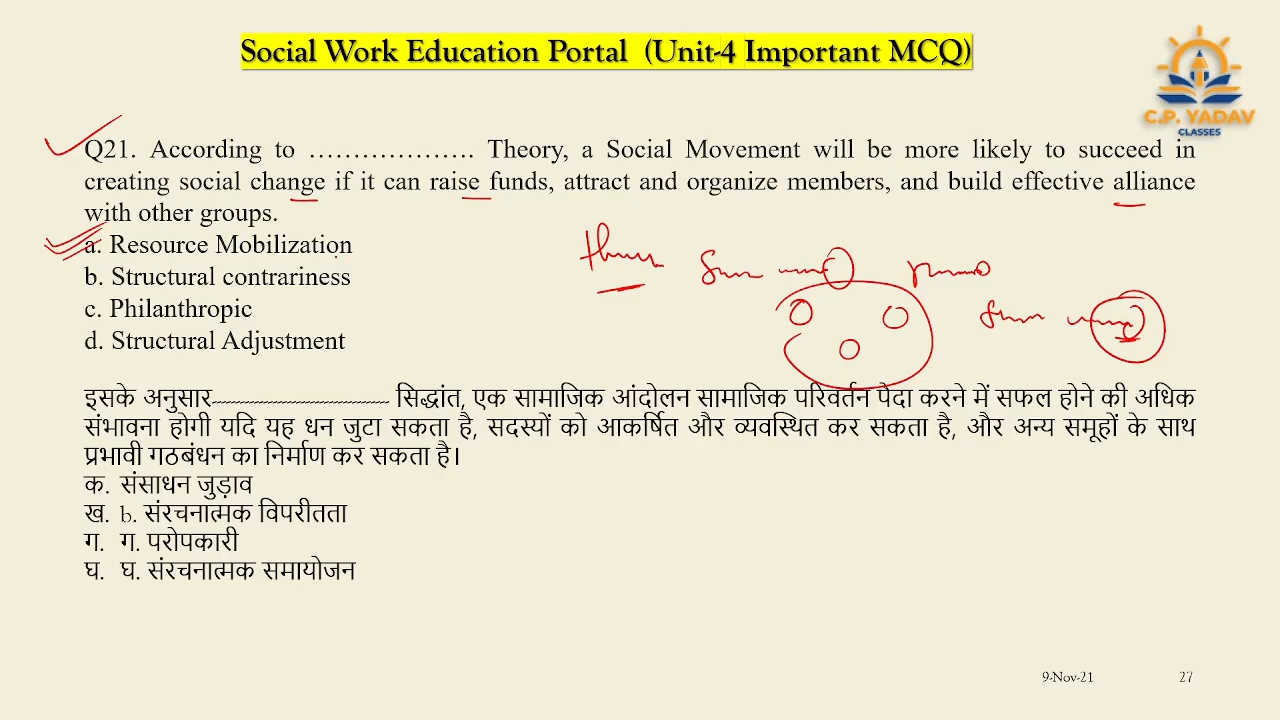 Social Work Education Portal (Unit-4 Important MCQ)
C.P. YADAV
CLASSES
Q21. According to ………………. Theory, a Social Movement will be more likely to succeed in
creating social change if it can raise funds, attract and organize members, and build effective alliance
with other groups.
a. Resource Mobilization
b. Structural contrariness
c. Philanthropic
d. Structural Adjustment
इसके अनुसार---------------------------------------- सिद्धांत, एक सामाजिक आंदोलन सामाजिक परिवर्तन पैदा करने में सफल होने की अधिक
संभावना होगी यदि यह धन जुटा सकता है, सदस्यों को आकर्षित और व्यवस्थित कर सकता है, और अन्य समूहों के साथ
प्रभावी गठबंधन का निर्माण कर सकता है।
क. संसाधन जुड़ाव
ख. b. संरचनात्मक विपरीतता
ग. ग. परोपकारी
घ. घ. संरचनात्मक समायोजन
9-Nov-21 27